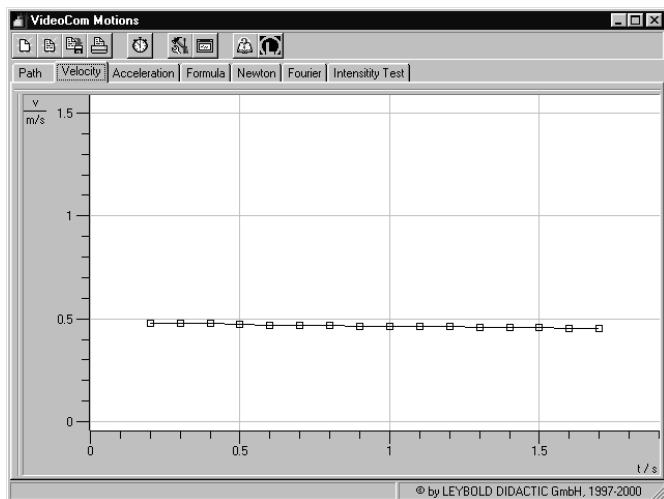 VideoCom Motions
Path Velocity Acceleration Formula Newton Fourier Intensitity Test
v
m/s
1.5
1
0.5
0
0 0.5 1 1.5
t / s
© by LEYBOLD DIDACTIC GmbH, 1997-2000